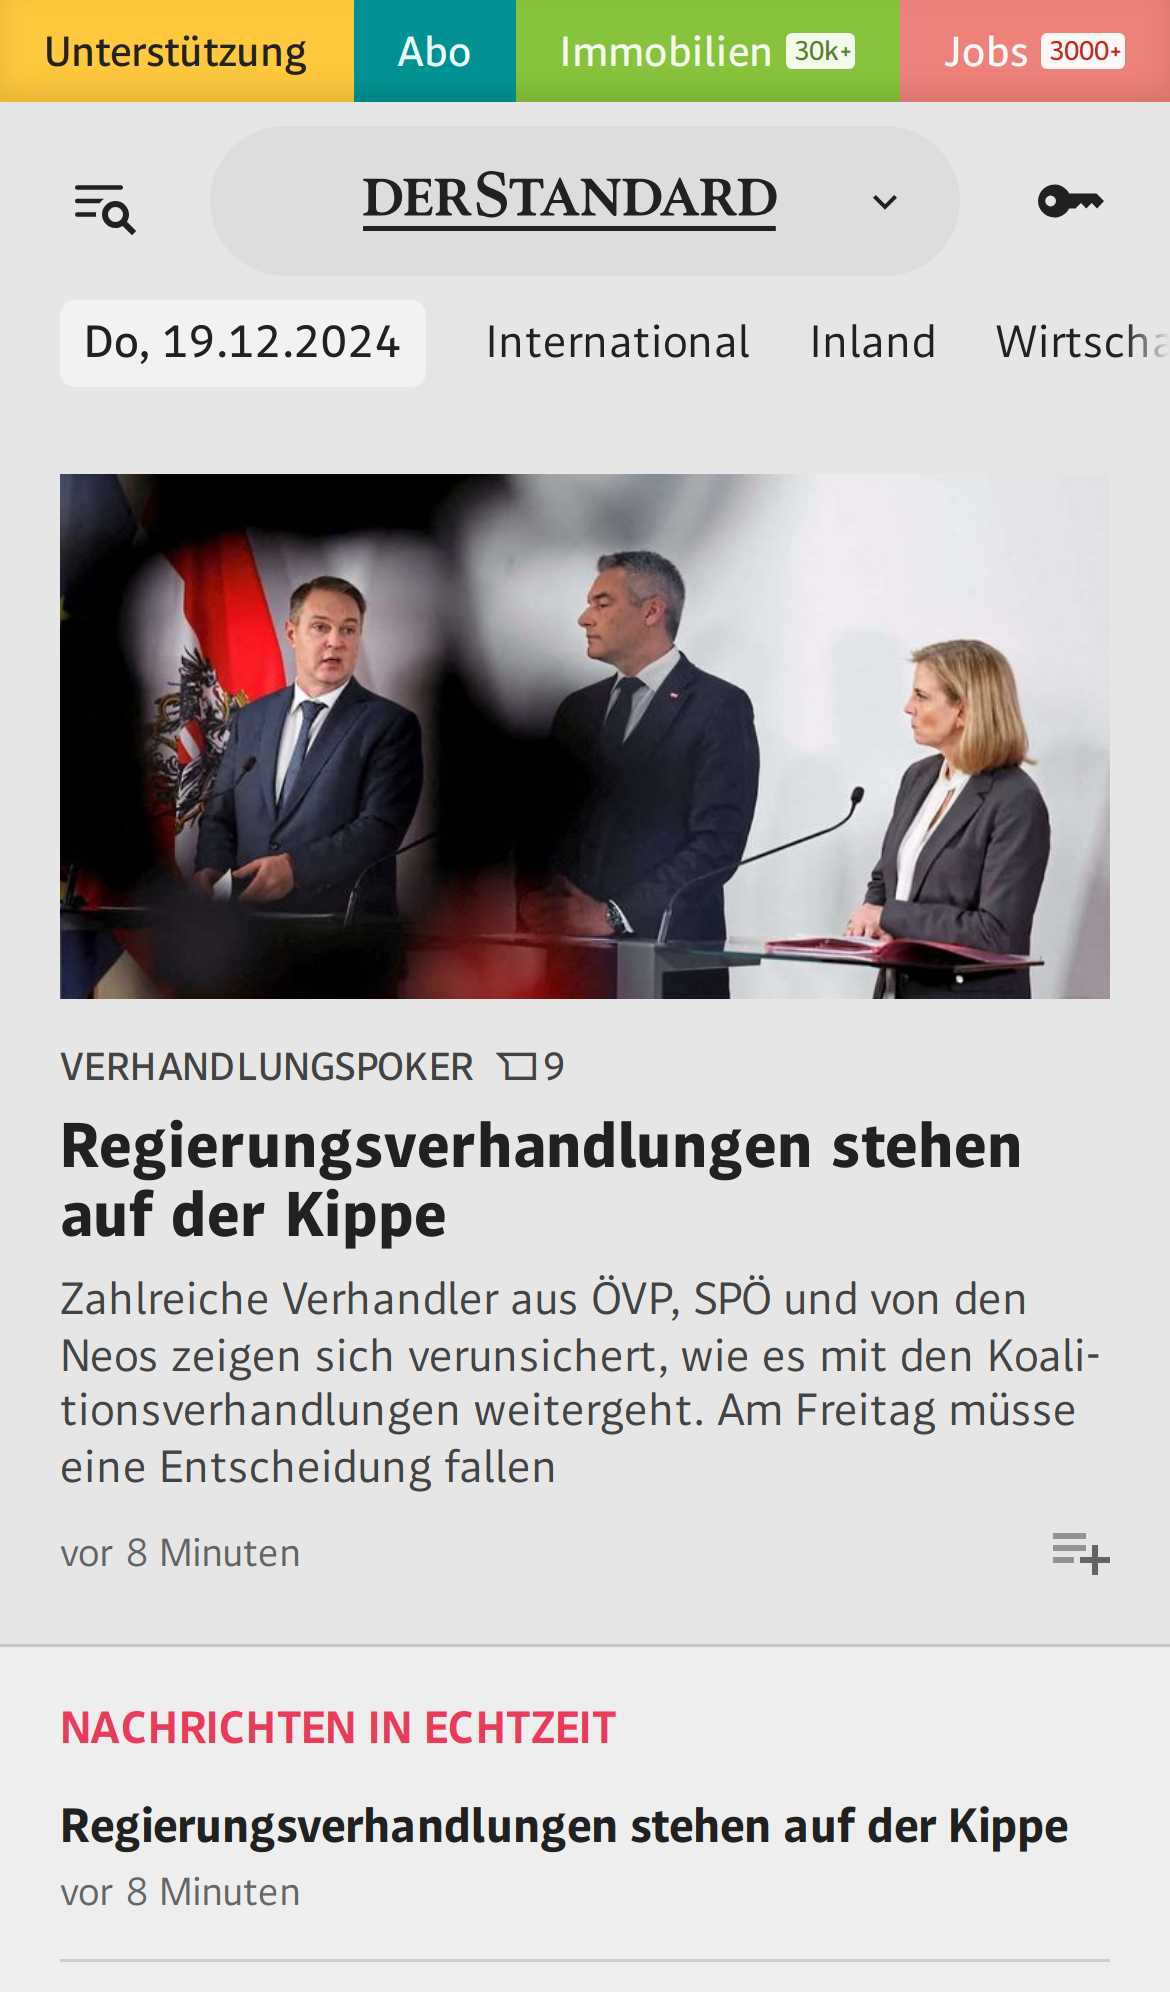 Unterstützung
Abo
Immobilien 30k+
Jobs 3000+
DERSTANDARD
Do, 19.12.2024
International
Inland
Wirtscha
VERHANDLUNGSPOKER 9
Regierungsverhandlungen stehen
auf der Kippe
Zahlreiche Verhandler aus ÖVP, SPÖ und von den
Neos zeigen sich verunsichert, wie es mit den Koali-
tionsverhandlungen weitergeht. Am Freitag müsse
eine Entscheidung fallen
vor 8 Minuten
NACHRICHTEN IN ECHTZEIT
Regierungsverhandlungen stehen auf der Kippe
vor 8 Minuten